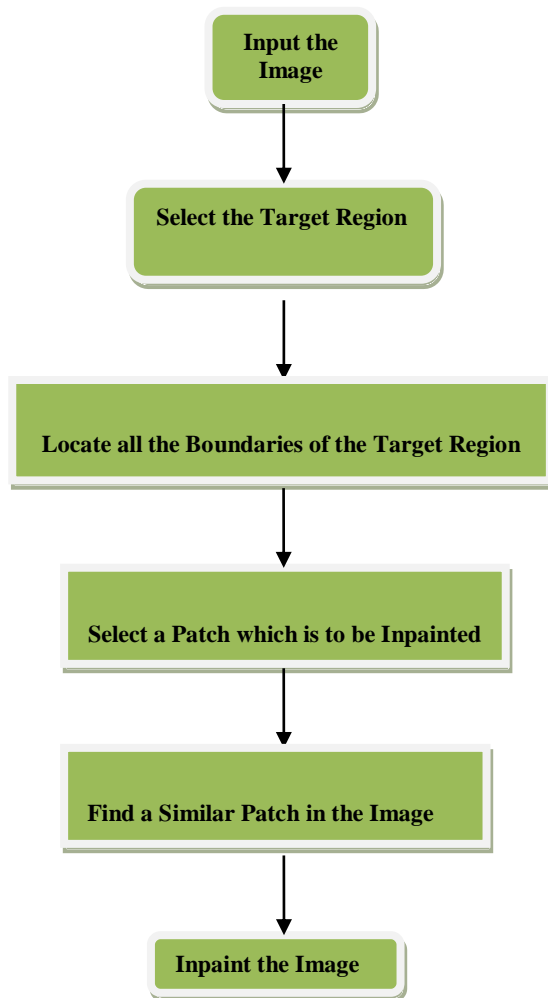 Input the
Image
Select the Target Region
Locate all the Boundaries of the Target Region
Select a Patch which is to be Inpainted
Find a Similar Patch in the Image
Inpaint the Image